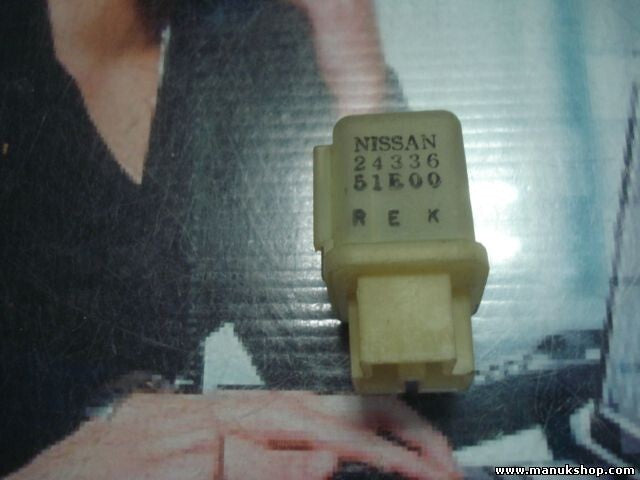 NISSAN
24336
51E00
R E K
www.manukshop.com